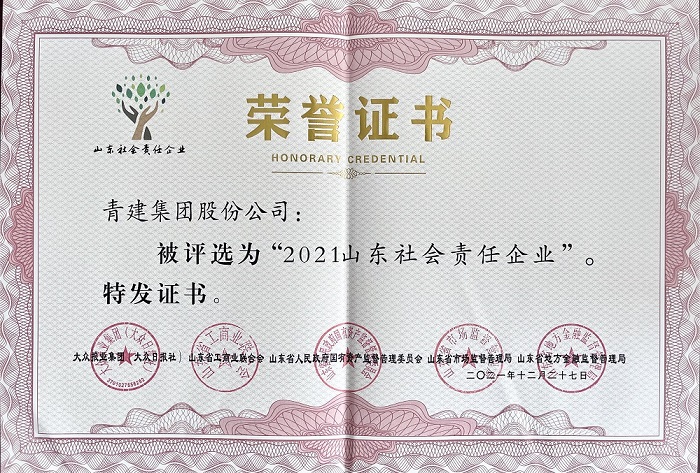 山东社会责任企业
荣誉证书
HONORARY CREDENTIAL
青建集团股份公司：
被评选为“2021山东社会责任企业”。
特发证书。
大众报业集团（大众日报社） 山东省工商业联合会 山东省人民政府国有资产监督管理委员会 山东省市场监督管理局 山东省地方金融监督管理局
二〇二一年十二月二十七日